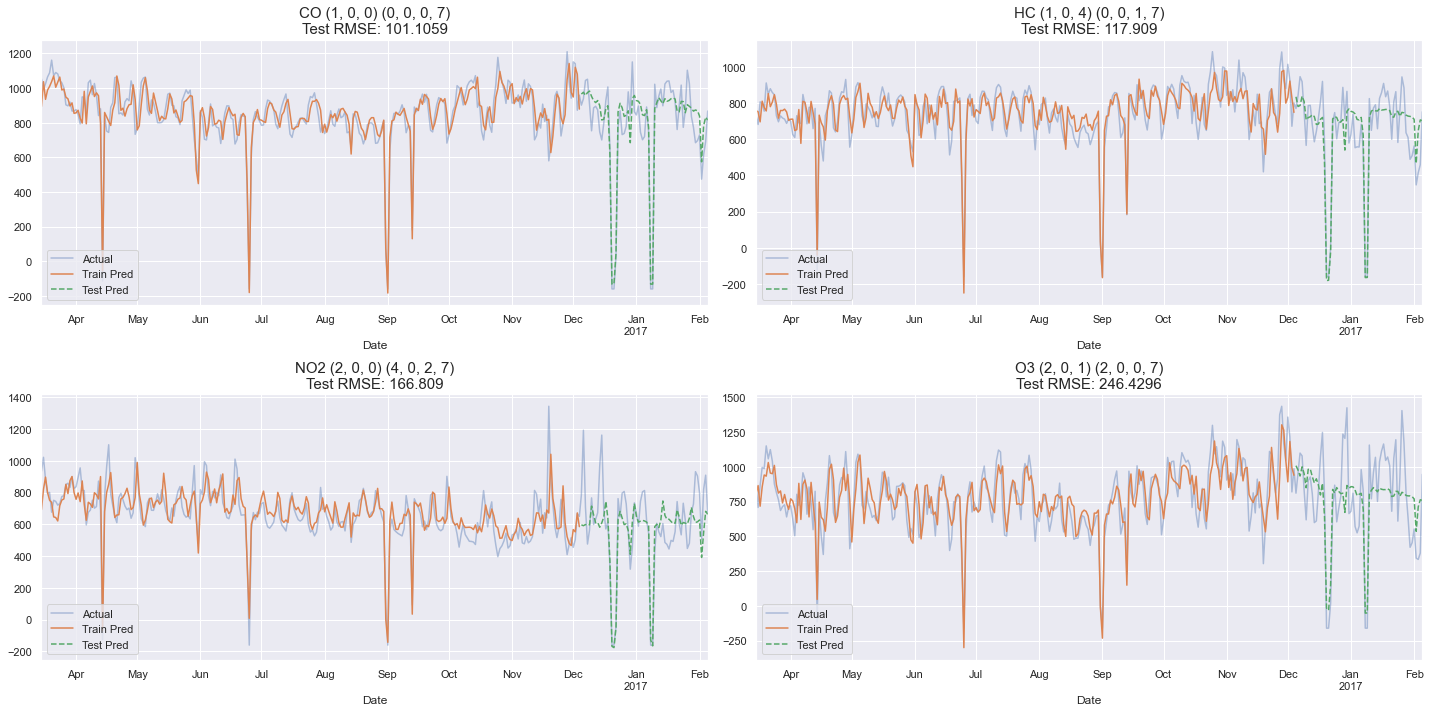 CO (1, 0, 0) (0, 0, 0, 7)
Test RMSE: 101.1059
1200
1000
800
600
400
200
0
−200
Actual
Train Pred
Test Pred
Apr May Jun Jul Aug Sep Oct Nov Dec Jan Feb
2017
Date
HC (1, 0, 4) (0, 0, 1, 7)
Test RMSE: 117.909
1000
800
600
400
200
0
−200
Actual
Train Pred
Test Pred
Apr May Jun Jul Aug Sep Oct Nov Dec Jan Feb
2017
Date
NO2 (2, 0, 0) (4, 0, 2, 7)
Test RMSE: 166.809
1400
1200
1000
800
600
400
200
0
−200
Actual
Train Pred
Test Pred
Apr May Jun Jul Aug Sep Oct Nov Dec Jan Feb
2017
Date
O3 (2, 0, 1) (2, 0, 0, 7)
Test RMSE: 246.4296
1500
1250
1000
750
500
250
0
−250
Actual
Train Pred
Test Pred
Apr May Jun Jul Aug Sep Oct Nov Dec Jan Feb
2017
Date